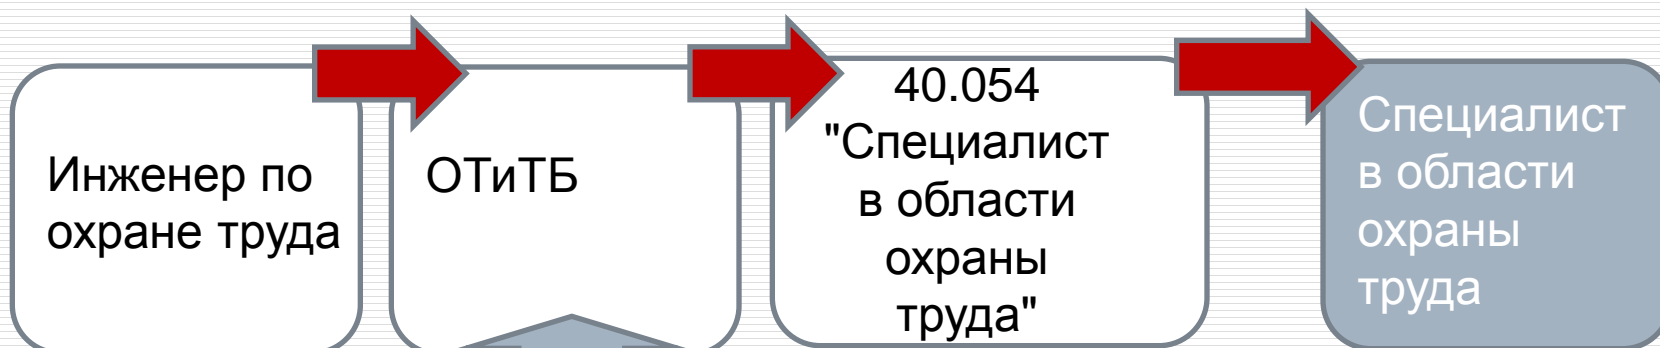 Инженер по
охране труда
ОТиТБ
40.054
"Специалист
в области
охраны
труда"
Специалист
в области
охраны
труда